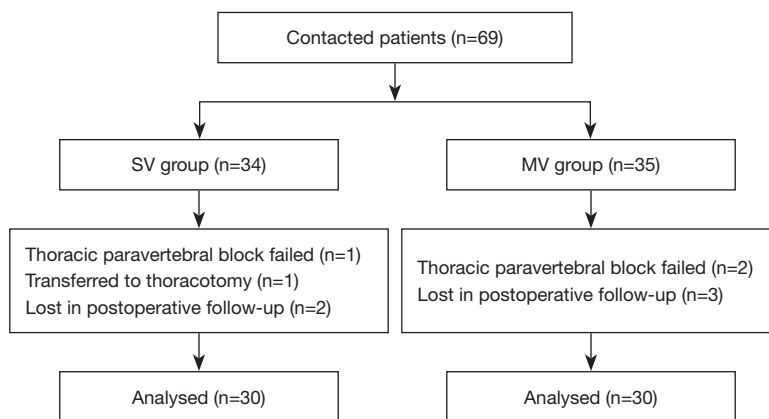 Contacted patients (n=69)
SV group (n=34)
MV group (n=35)
Thoracic paravertebral block failed (n=1)
Transferred to thoracotomy (n=1)
Lost in postoperative follow-up (n=2)
Thoracic paravertebral block failed (n=2)
Lost in postoperative follow-up (n=3)
Analysed (n=30)
Analysed (n=30)